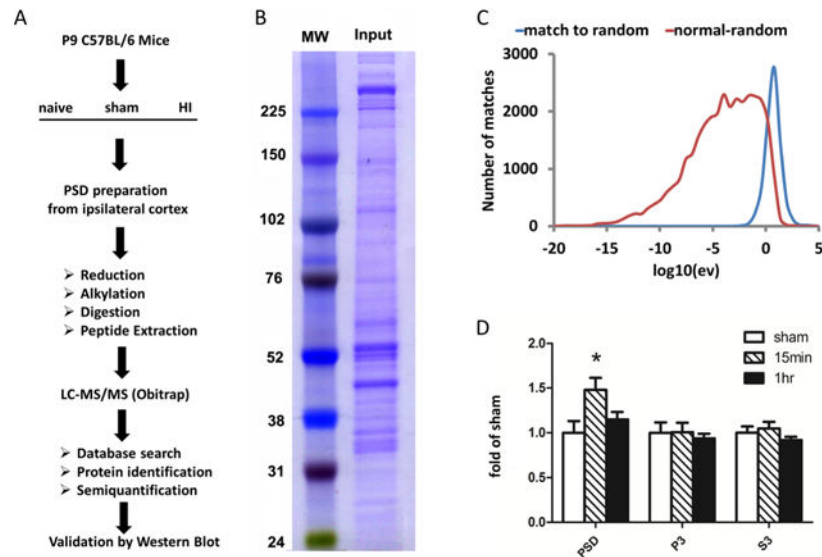 A
P9 C57BL/6 Mice
naive sham HI
PSD preparation
from ipsilateral cortex
➢ Reduction
➢ Alkylation
➢ Digestion
➢ Peptide Extraction
LC-MS/MS (Obitrap)
➢ Database search
➢ Protein identification
➢ Semiquantification
Validation by Western Blot
B
MW Input
225
150
102
76
52
38
31
24
C
match to random normal-random
Number of matches
3000
2000
1000
0
-20 -15 -10 -5 0 5
log10(ev)
D
sham
15min
1hr
*
fold of sham
2.0
1.5
1.0
0.5
0.0
PSD P3 S3